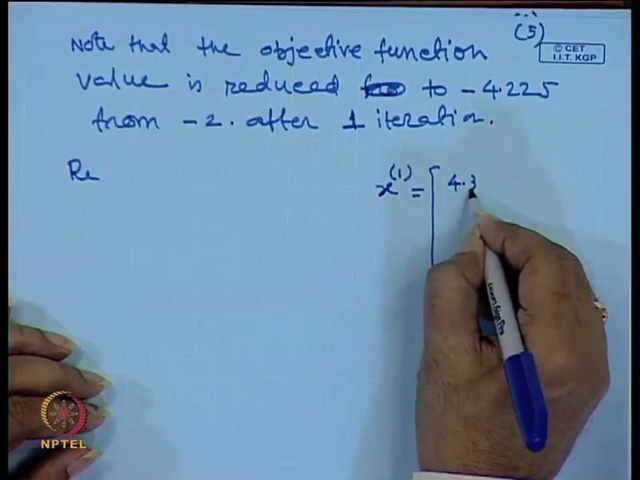 (5)
© CET
I.I.T. KGP
Note that the objective function
value is reduced to -4.225
from -2. after 1 iteration.
Re
x^(1) = [ 4.3
NPTEL